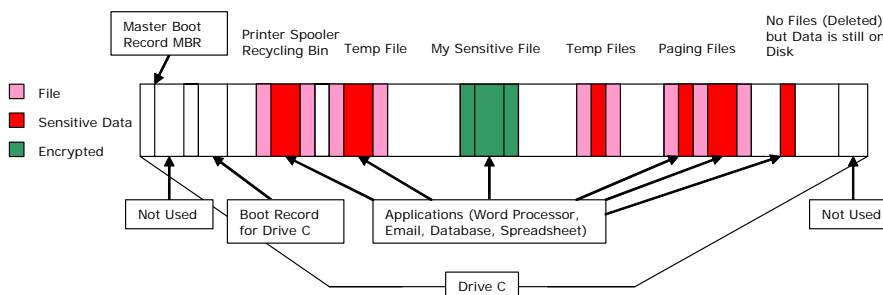 Master Boot
Record MBR
Printer Spooler
Recycling Bin
Temp File
My Sensitive File
Temp Files
Paging Files
No Files (Deleted)
but Data is still on
Disk
File
Sensitive Data
Encrypted
Not Used
Boot Record
for Drive C
Applications (Word Processor,
Email, Database, Spreadsheet)
Not Used
Drive C